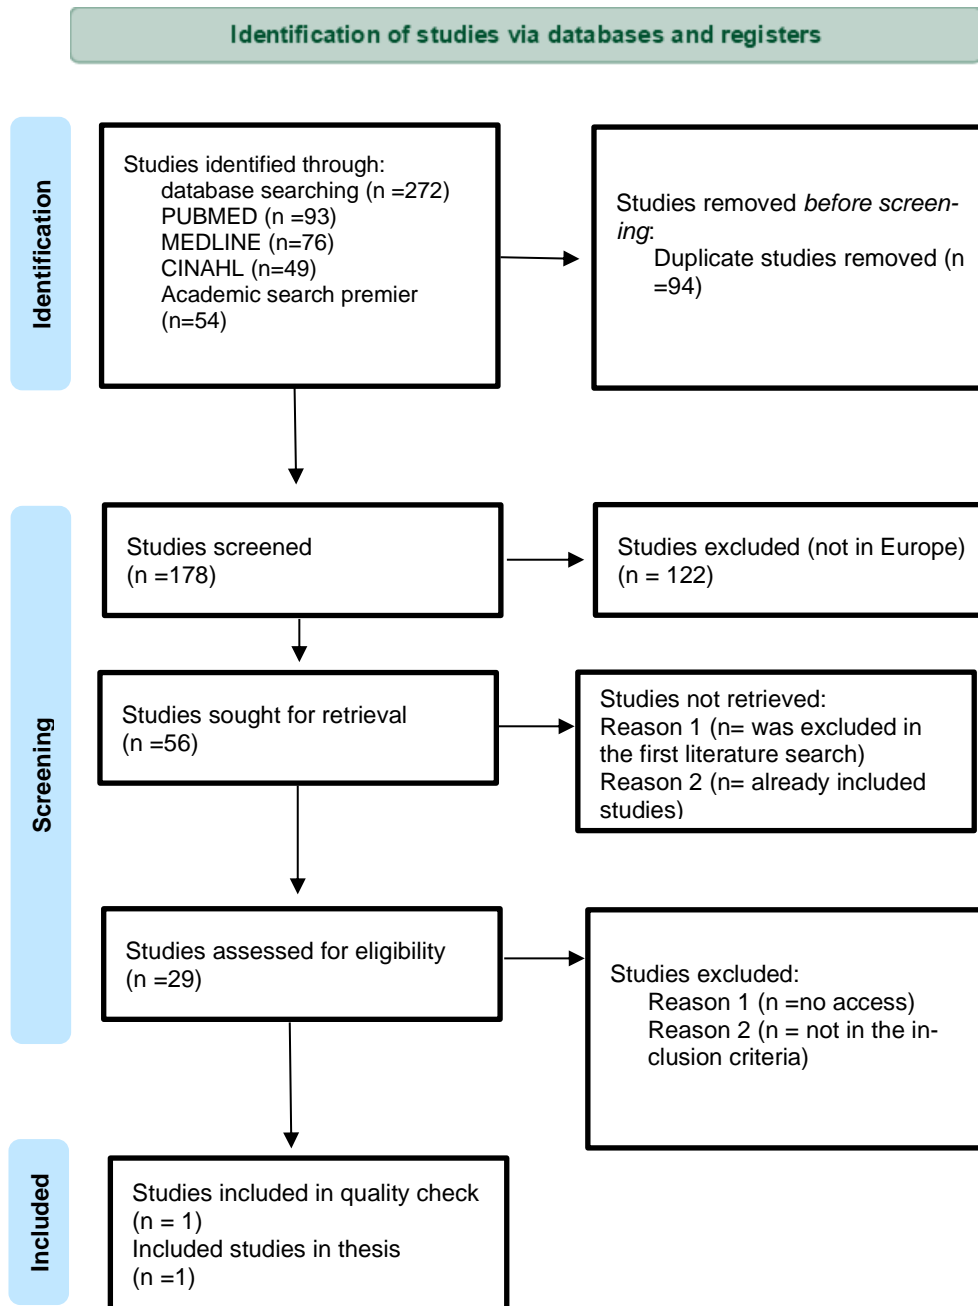 Identification of studies via databases and registers
Identification
Studies identified through:
database searching (n =272)
PUBMED (n =93)
MEDLINE (n=76)
CINAHL (n=49)
Academic search premier
(n=54)
Studies removed before screen-
ing:
Duplicate studies removed (n
=94)
Screening
Studies screened
(n =178)
Studies excluded (not in Europe)
(n = 122)
Studies sought for retrieval
(n =56)
Studies not retrieved:
Reason 1 (n= was excluded in
the first literature search)
Reason 2 (n= already included
studies)
Studies assessed for eligibility
(n =29)
Studies excluded:
Reason 1 (n =no access)
Reason 2 (n = not in the in-
clusion criteria)
Included
Studies included in quality check
(n = 1)
Included studies in thesis
(n =1)